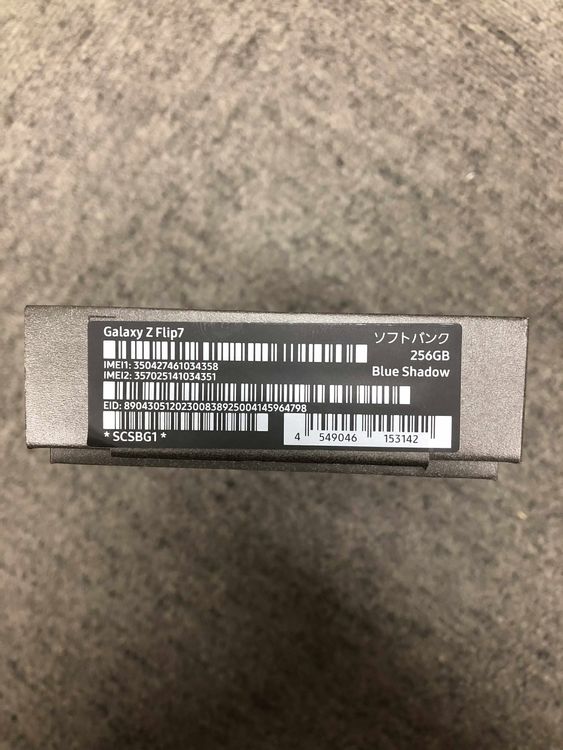 Galaxy Z Flip7
ソフトバンク
256GB
Blue Shadow
IMEI1: 350427461034358
IMEI2: 357025141034351
EID: 89043051202300838925004145964798
* SCSBG1 *
4 549046 153142